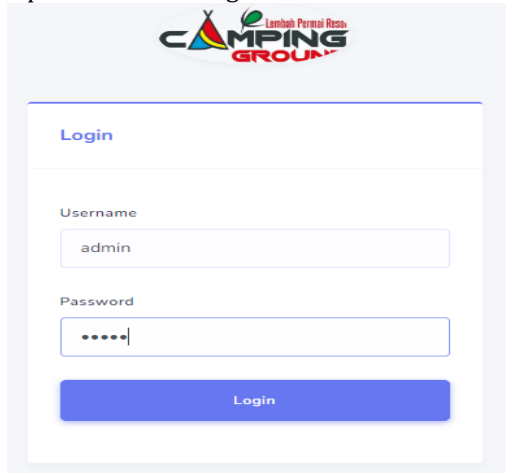 Lembah Permai Reso
CAMPING
GROUN
Login
Username
admin
Password
•••••
Login